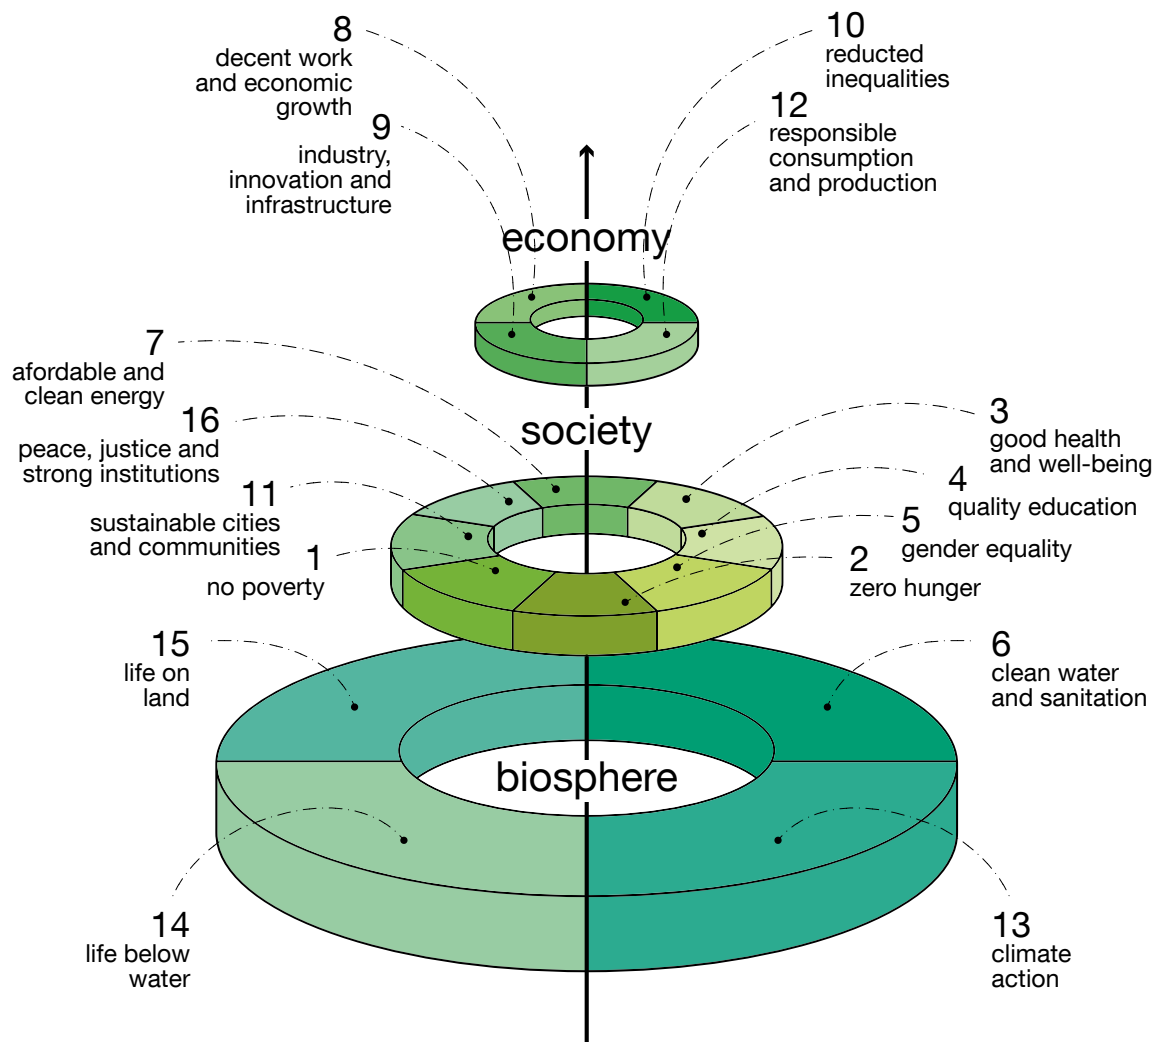 8
decent work
and economic
growth
10
reducted
inequalities
9
industry,
innovation and
infrastructure
12
responsible
consumption
and production
economy
7
afordable and
clean energy
16
peace, justice and
strong institutions
11
sustainable cities
and communities
1
no poverty
society
3
good health
and well-being
4
quality education
5
gender equality
2
zero hunger
15
life on
land
6
clean water
and sanitation
biosphere
14
life below
water
13
climate
action